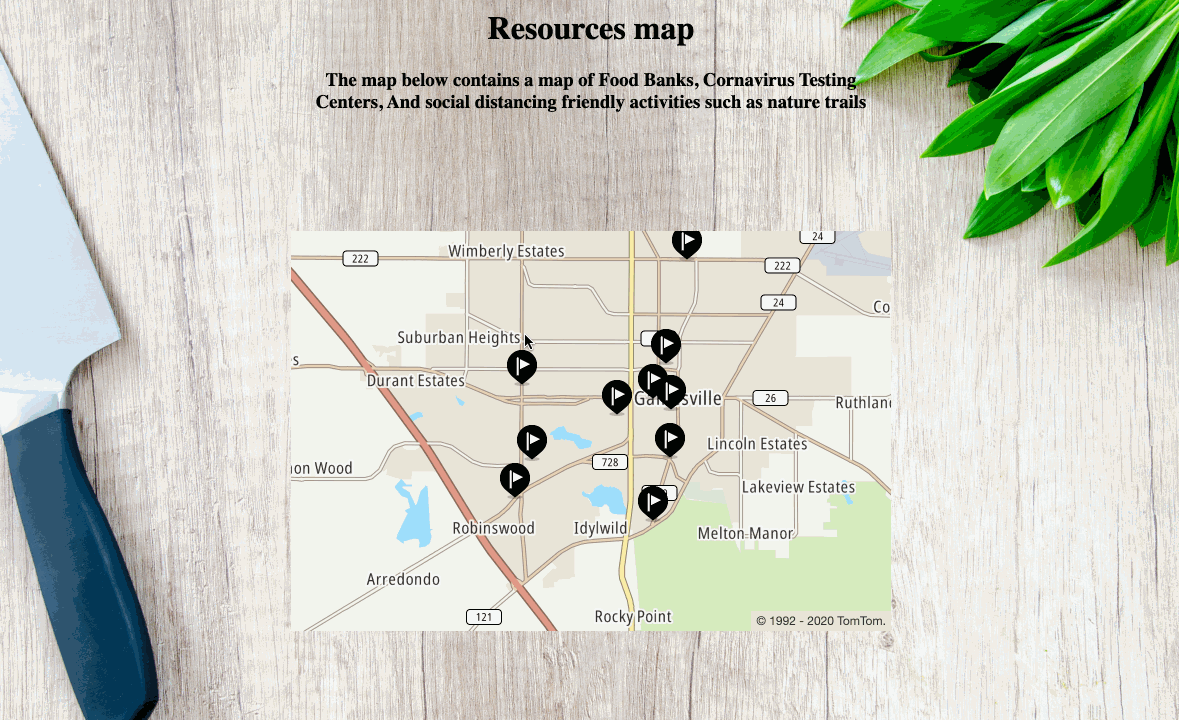 Resources map
The map below contains a map of Food Banks, Cornavirus Testing
Centers, And social distancing friendly activities such as nature trails
24
Wimberly Estates
222
222
24
Co
Suburban Heights
s
Durant Estates
26
Ruthland
Lincoln Estates
728
non Wood
Lakeview Estates
Robinswood
Idylwild
Melton Manor
Arredondo
121
Rocky Point
© 1992 - 2020 TomTom.